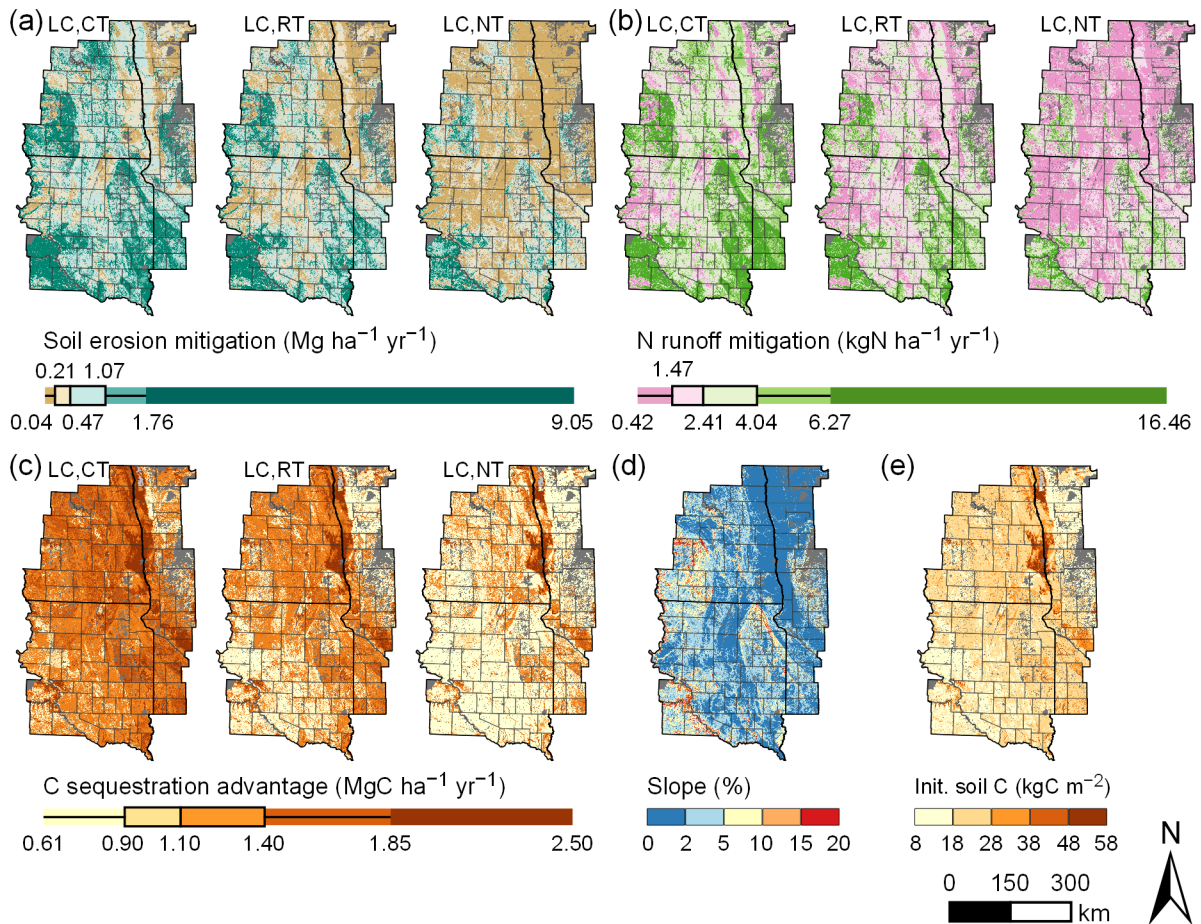 (a) LC,CT LC,RT LC,NT (b) LC,CT LC,RT LC,NT
Soil erosion mitigation (Mg ha⁻¹ yr⁻¹) N runoff mitigation (kgN ha⁻¹ yr⁻¹)
0.21 1.07 1.47
0.04 0.47 1.76 9.05 0.42 2.41 4.04 6.27 16.46
(c) LC,CT LC,RT LC,NT (d) (e)
C sequestration advantage (MgC ha⁻¹ yr⁻¹) Slope (%) Init. soil C (kgC m⁻²)
0.61 0.90 1.10 1.40 1.85 2.50 0 2 5 10 15 20 8 18 28 38 48 58
N
0 150 300
km